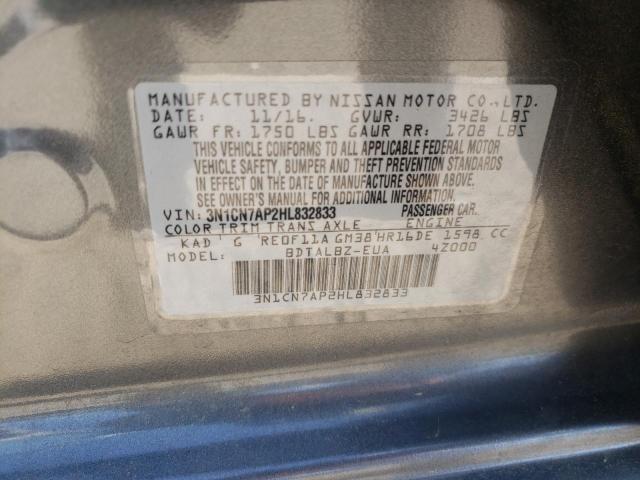 MANUFACTURED BY NISSAN MOTOR CO., LTD.
DATE: 11/16. GVWR: 3426 LBS
GAWR FR: 1750 LBS GAWR RR: 1708 LBS
THIS VEHICLE CONFORMS TO ALL APPLICABLE FEDERAL MOTOR
VEHICLE SAFETY, BUMPER AND THEFT PREVENTION STANDARDS
IN EFFECT ON THE DATE OF MANUFACTURE SHOWN ABOVE.
SEE OWNER'S MANUAL FOR ADDITIONAL INFORMATION.
VIN: 3N1CN7AP2HL832833 PASSENGER CAR.
COLOR TRIM TRANS AXLE ENGINE
KAD G RE0F11A GM38 HR16DE 1598 CC
MODEL: BDTALBZ-EUA 4Z000
3N1CN7AP2HL832833